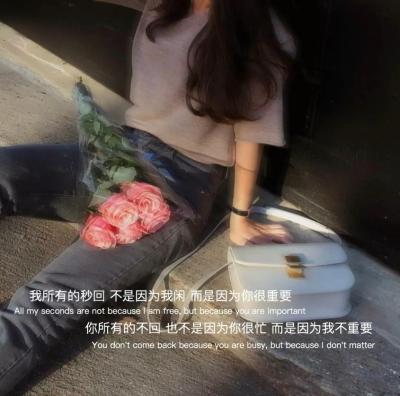 我所有的秒回 不是因为我闲 而是因为你很重要
All my seconds are not because I am free, but because you are important
你所有的不回 也不是因为你很忙 而是因为我不重要
You don't come back because you are busy, but because I don't matter